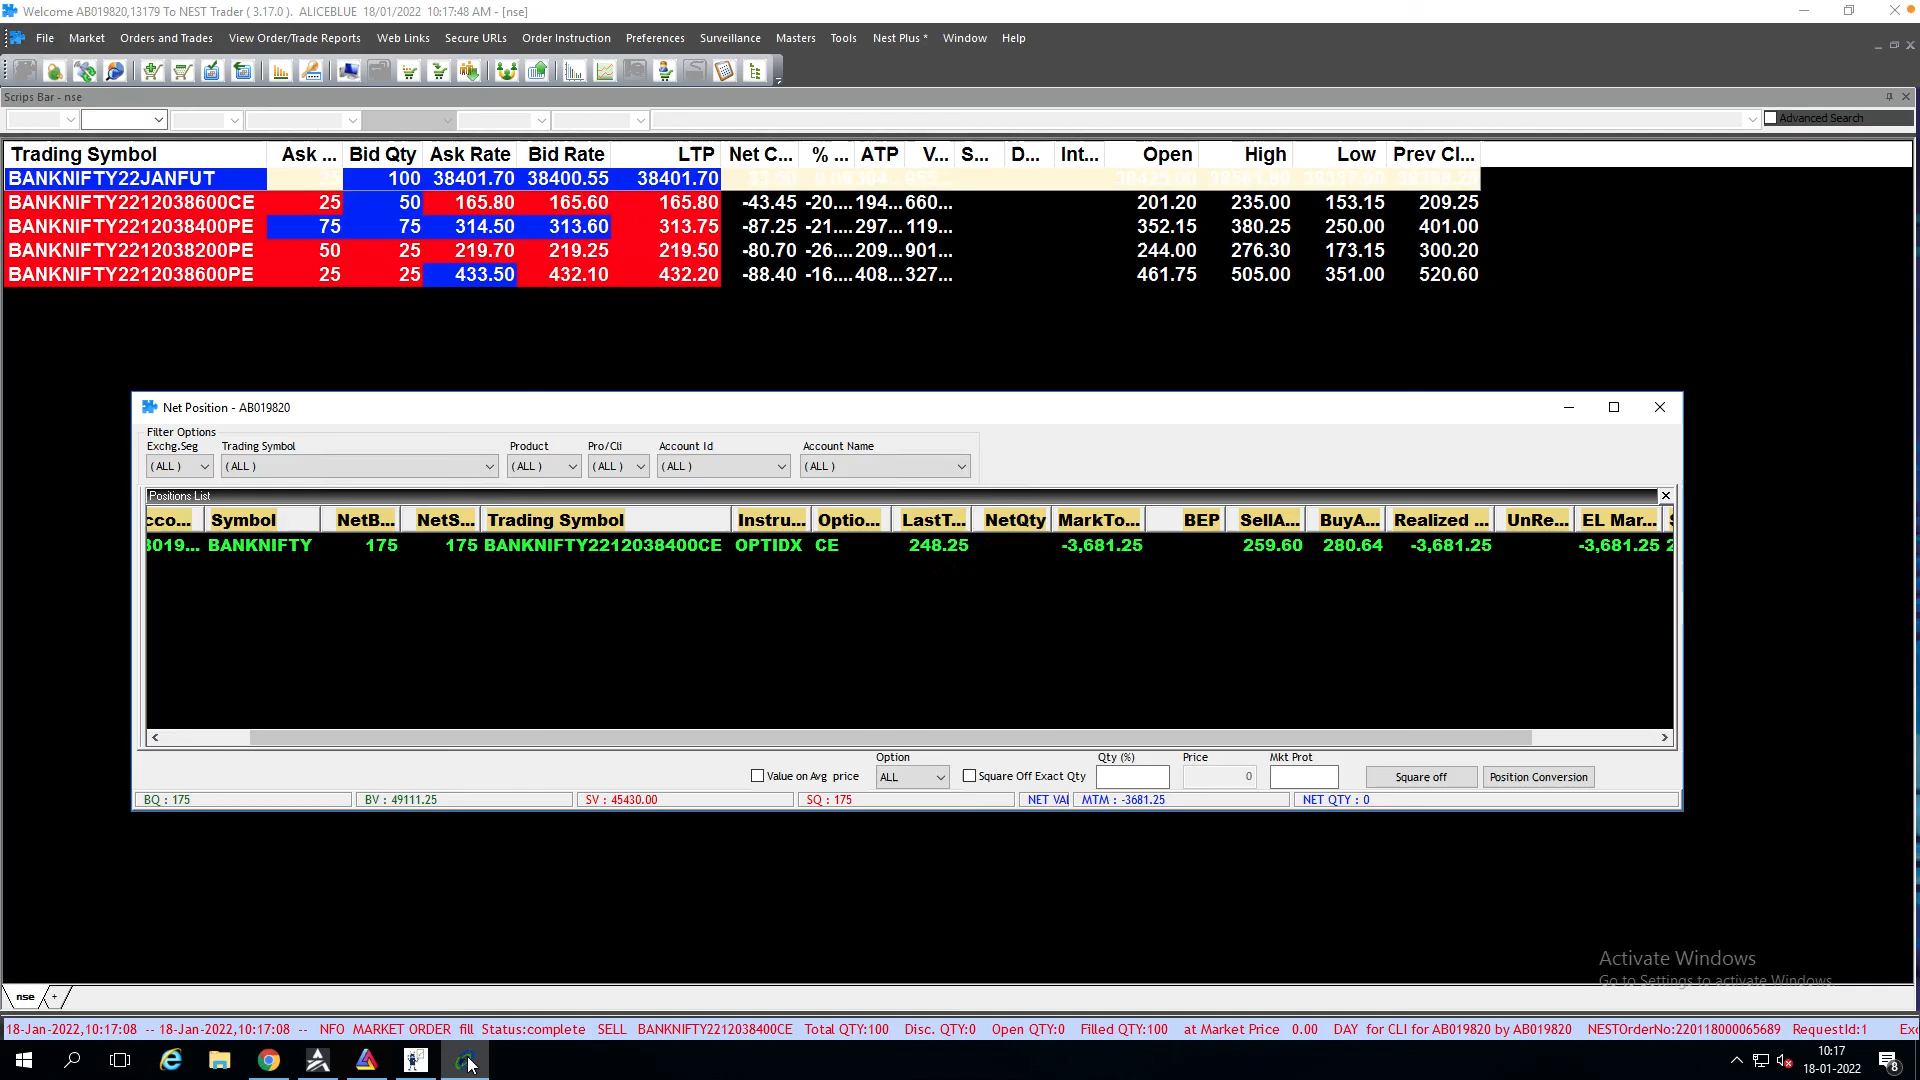 Welcome AB019820,13179 To NEST Trader ( 3.17.0 ). ALICEBLUE 18/01/2022 10:17:48 AM - [nse]
File Market Orders and Trades View Order/Trade Reports Web Links Secure URLs Order Instruction Preferences Surveillance Masters Tools Nest Plus * Window Help
Scrips Bar - nse
Advanced Search
Trading Symbol Ask ... Bid Qty Ask Rate Bid Rate LTP Net C... % ... ATP V... S... D... Int... Open High Low Prev Cl...
BANKNIFTY22JANFUT 100 38401.70 38400.55 38401.70
BANKNIFTY2212038600CE 25 50 165.80 165.60 165.80 -43.45 -20.... 194... 660... 201.20 235.00 153.15 209.25
BANKNIFTY2212038400PE 75 75 314.50 313.60 313.75 -87.25 -21.... 297... 119... 352.15 380.25 250.00 401.00
BANKNIFTY2212038200PE 50 25 219.70 219.25 219.50 -80.70 -26.... 209... 901... 244.00 276.30 173.15 300.20
BANKNIFTY2212038600PE 25 25 433.50 432.10 432.20 -88.40 -16.... 408... 327... 461.75 505.00 351.00 520.60
Net Position - AB019820
Filter Options
Exchg.Seg Trading Symbol Product Pro/Cli Account Id Account Name
( ALL ) ( ALL ) ( ALL ) ( ALL ) ( ALL ) ( ALL )
Positions List
cco... Symbol NetB... NetS... Trading Symbol Instru... Optio... LastT... NetQty MarkTo... BEP SellA... BuyA... Realized ... UnRe... EL Mar...
3019... BANKNIFTY 175 175 BANKNIFTY2212038400CE OPTIDX CE 248.25 -3,681.25 259.60 280.64 -3,681.25 -3,681.25 2
Option Qty (%) Price Mkt Prot
Value on Avg price ALL Square Off Exact Qty 0 Square off Position Conversion
BQ : 175 BV : 49111.25 SV : 45430.00 SQ : 175 NET VAL MTM : -3681.25 NET QTY : 0
Activate Windows
Go to Settings to activate Windows.
nse +
18-Jan-2022,10:17:08 -- 18-Jan-2022,10:17:08 -- NFO MARKET ORDER fill Status:complete SELL BANKNIFTY2212038400CE Total QTY:100 Disc. QTY:0 Open QTY:0 Filled QTY:100 at Market Price 0.00 DAY for CLI for AB019820 by AB019820 NESTOrderNo:220118000065689 RequestId:1 Exc
10:17
18-01-2022
8